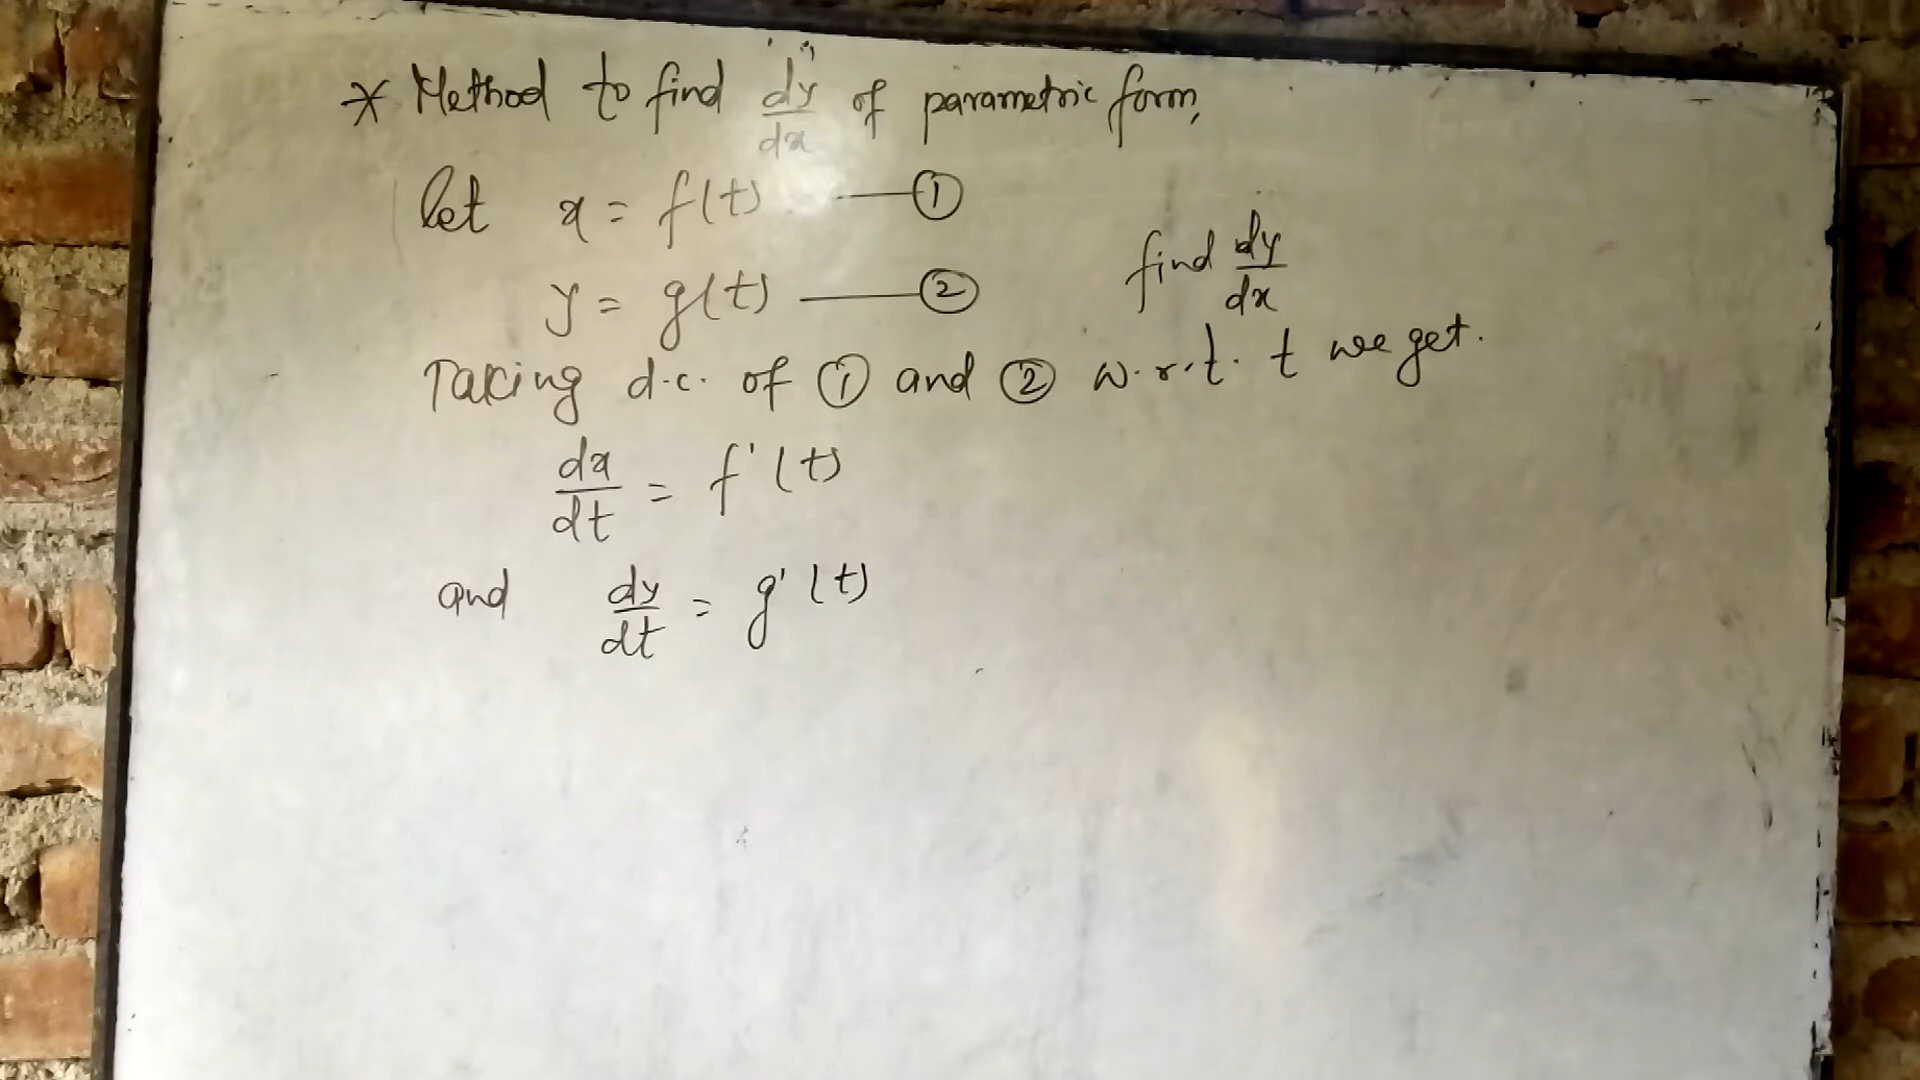 * Method to find dy/dx of parametric form,
let x = f(t) —— ①
y = g(t) —— ②
find dy/dx
Taking d.c. of ① and ② w.r.t. t we get.
dx/dt = f'(t)
and dy/dt = g'(t)